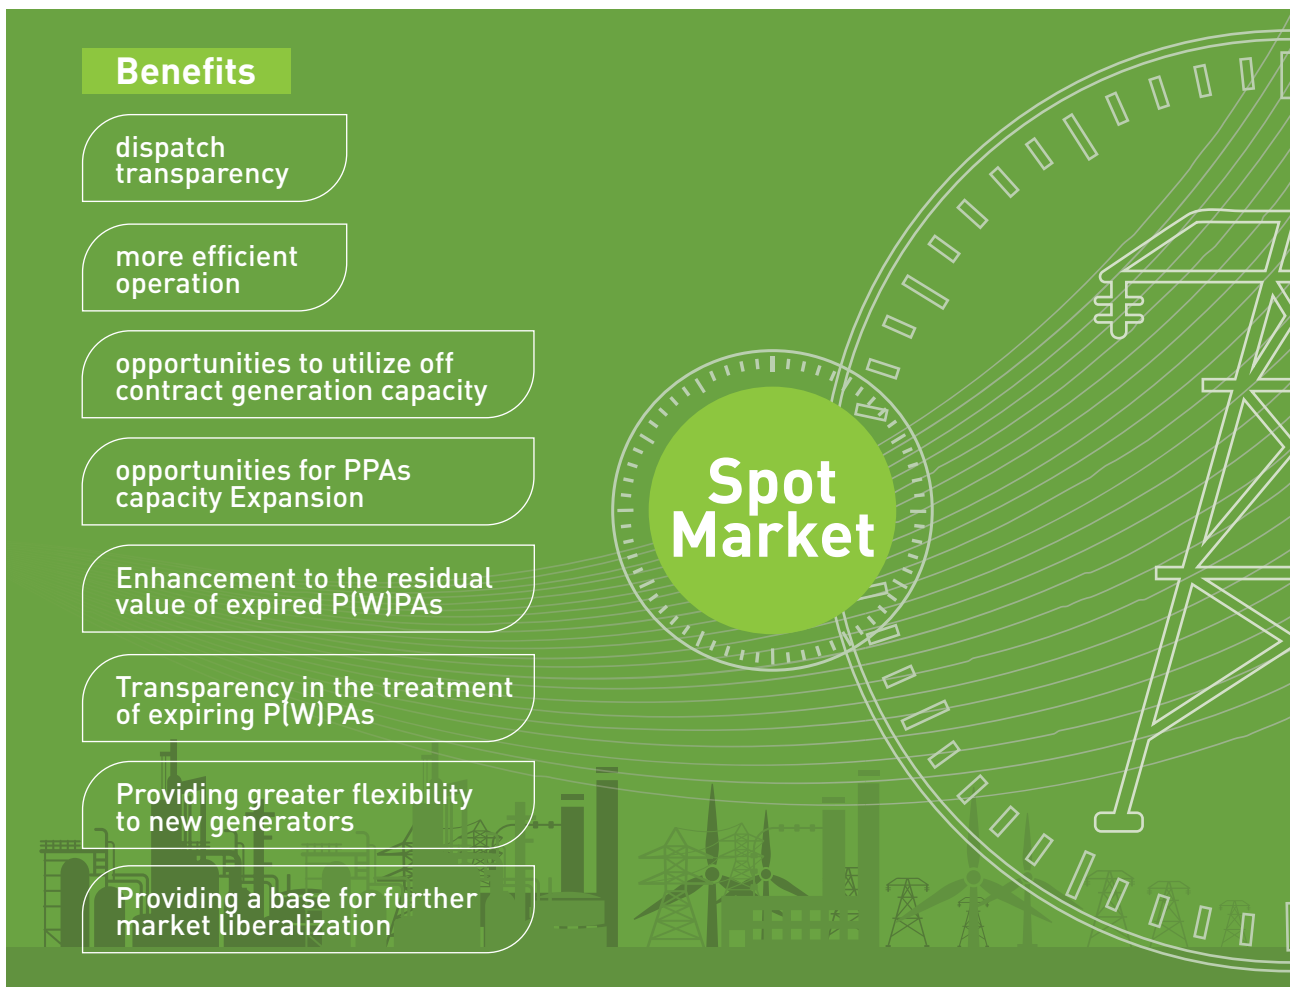 Benefits
dispatch
transparency
more efficient
operation
opportunities to utilize off
contract generation capacity
opportunities for PPAs
capacity Expansion
Enhancement to the residual
value of expired P(W)PAs
Transparency in the treatment
of expiring P(W)PAs
Providing greater flexibility
to new generators
Providing a base for further
market liberalization
Spot
Market